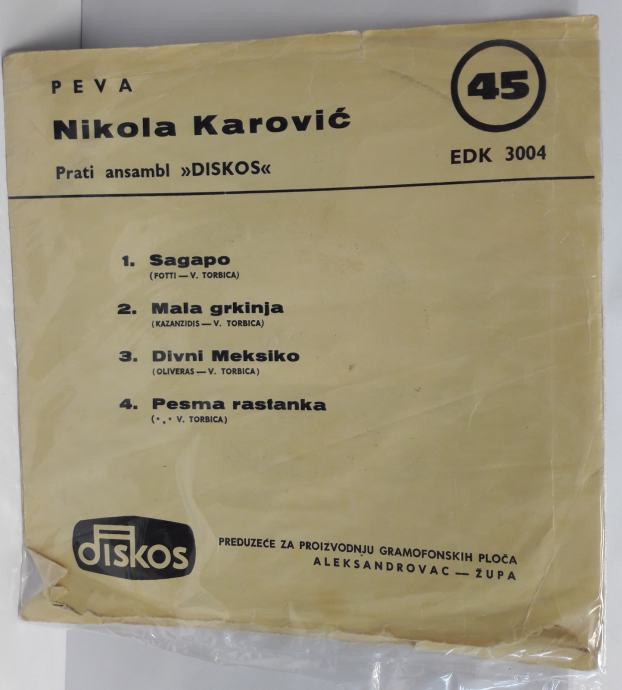 PEVA
45
Nikola Karović
EDK 3004
Prati ansambl »DISKOS«
1. Sagapo
(FOTTI — V. TORBICA)
2. Mala grkinja
(KAZANZIDIS — V. TORBICA)
3. Divni Meksiko
(OLIVERAS — V. TORBICA)
4. Pesma rastanka
(*,* V. TORBICA)
diskos
PREDUZEĆE ZA PROIZVODNJU GRAMOFONSKIH PLOČA
ALEKSANDROVAC — ŽUPA